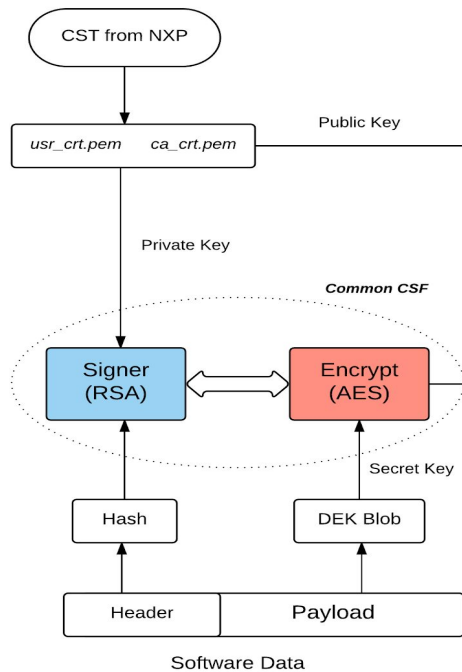 CST from NXP
Public Key
usr_crt.pem ca_crt.pem
Private Key
Common CSF
Signer
(RSA)
Encrypt
(AES)
Secret Key
Hash
DEK Blob
Header
Payload
Software Data